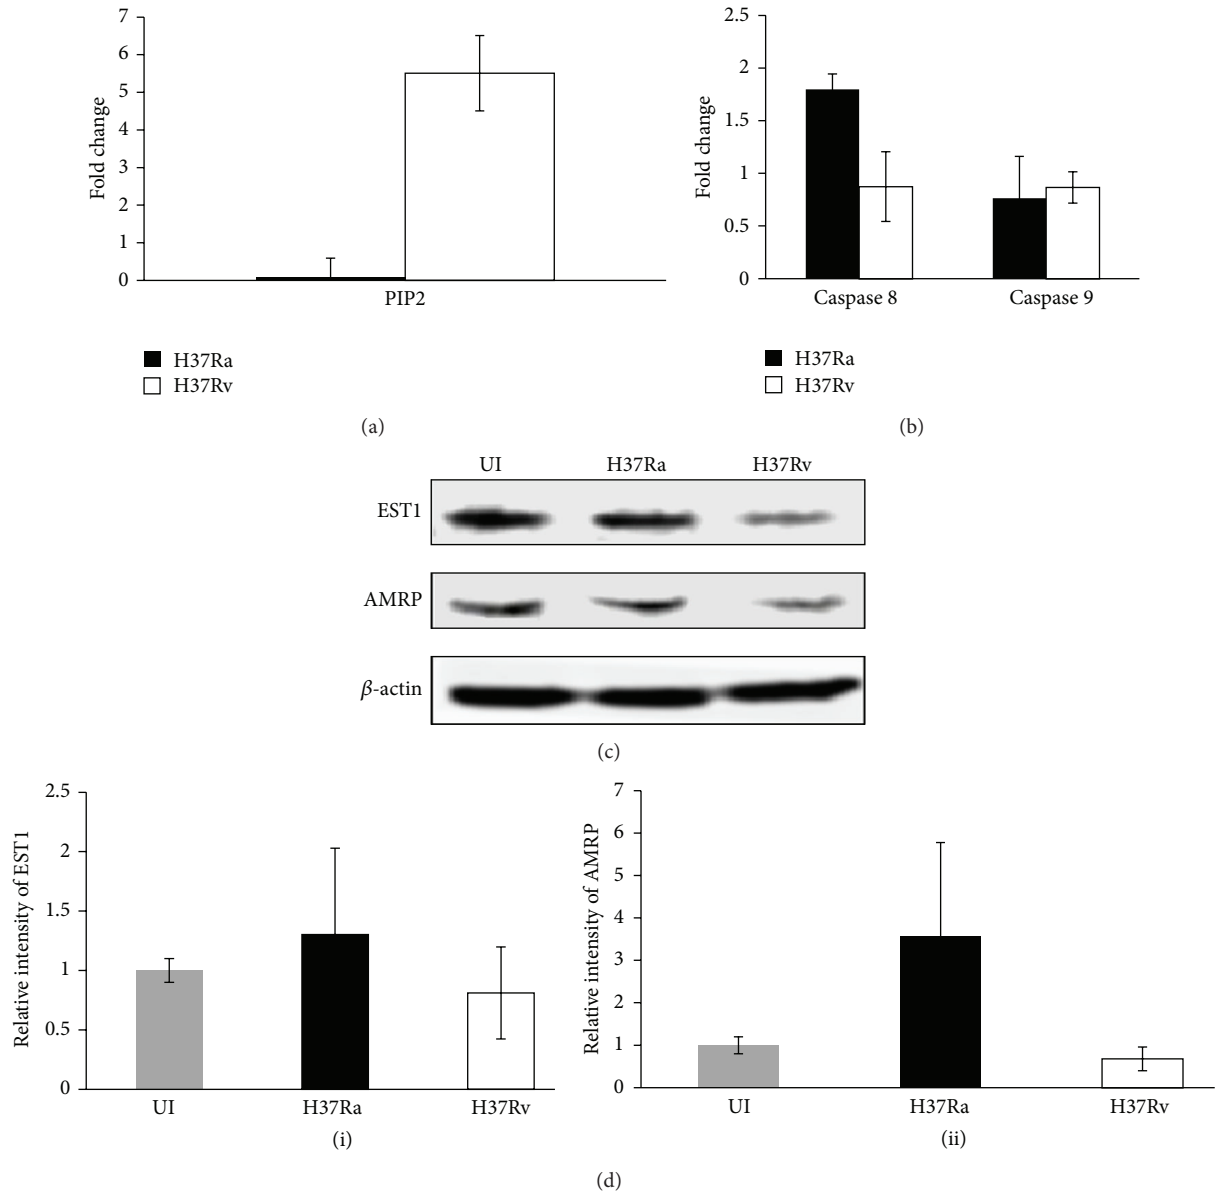 7
6
5
4
3
2
1
0
Fold change
PIP2
H37Ra
H37Rv
(a)
2.5
2
1.5
1
0.5
0
Fold change
Caspase 8 Caspase 9
H37Ra
H37Rv
(b)
UI H37Ra H37Rv
EST1
AMRP
β-actin
(c)
2.5
2
1.5
1
0.5
0
Relative intensity of EST1
UI H37Ra H37Rv
(i)
7
6
5
4
3
2
1
0
Relative intensity of AMRP
UI H37Ra H37Rv
(ii)
(d)